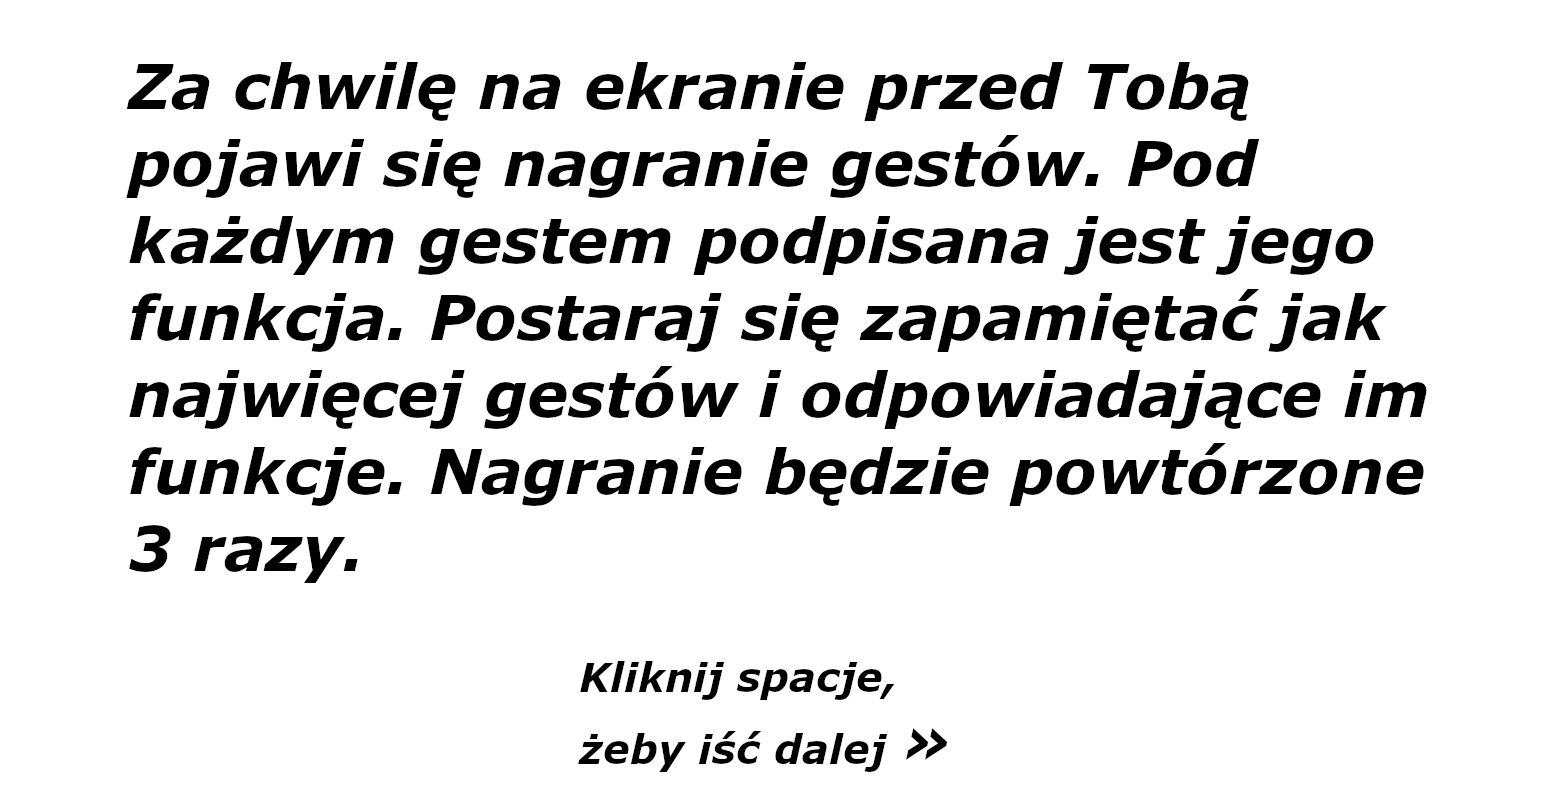 Za chwilę na ekranie przed Tobą
pojawi się nagranie gestów. Pod
każdym gestem podpisana jest jego
funkcja. Postaraj się zapamiętać jak
najwięcej gestów i odpowiadające im
funkcje. Nagranie będzie powtórzone
3 razy.
Kliknij spacje,
żeby iść dalej »